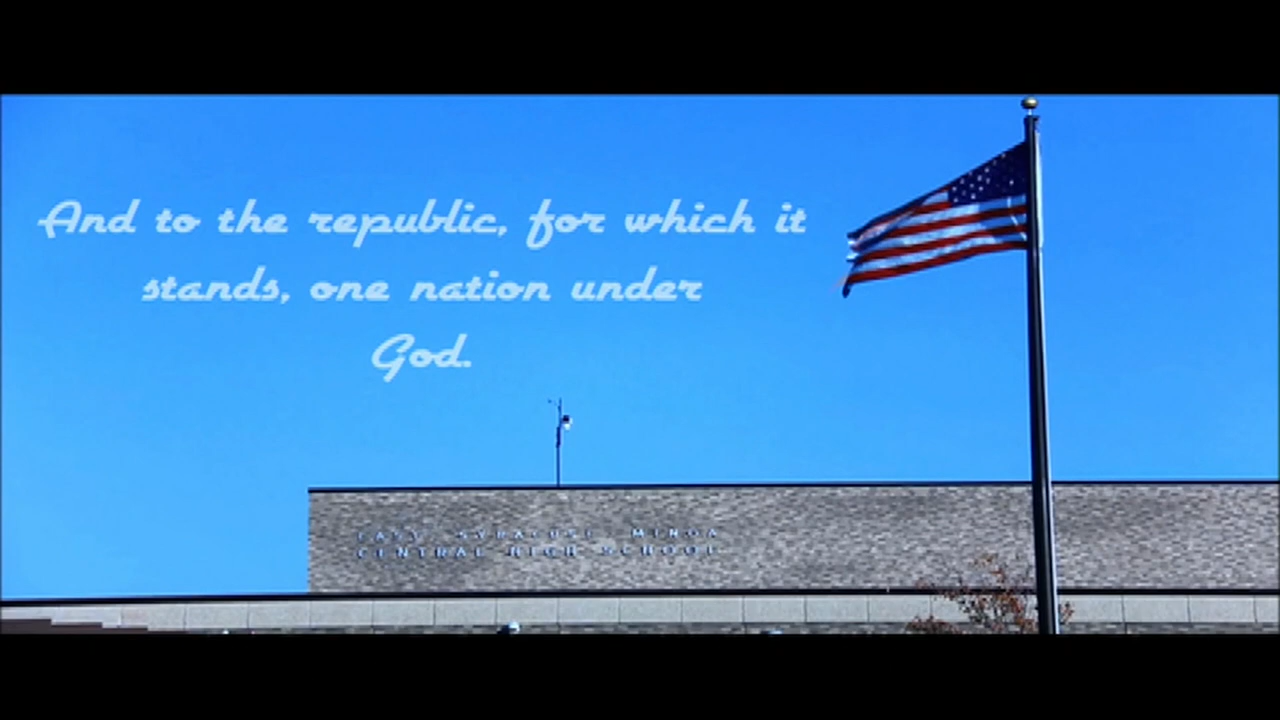 And to the republic, for which it
stands, one nation under
God.
EAST SYRACUSE MINOA
CENTRAL HIGH SCHOOL